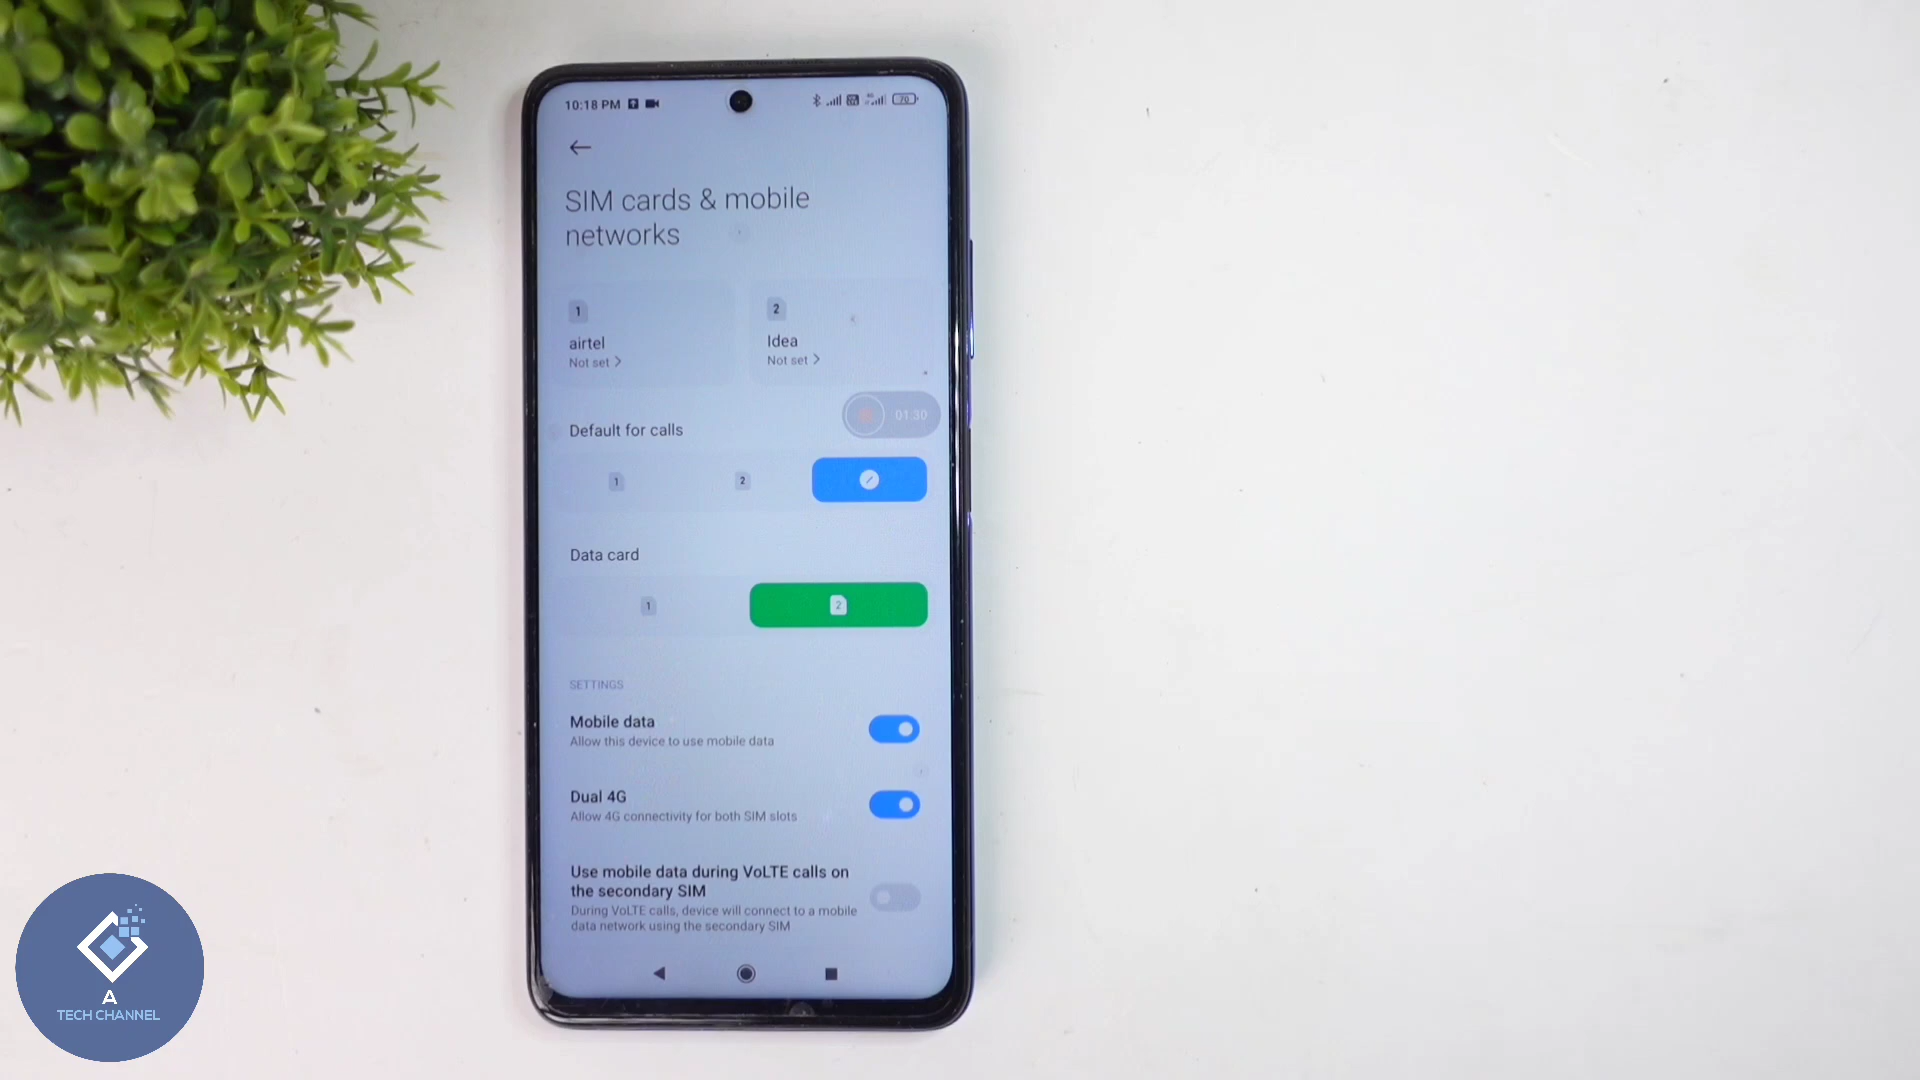 10:18 PM
70
SIM cards & mobile
networks
1
2
airtel
Idea
Not set >
Not set >
01:30
Default for calls
1
2
Data card
1
2
SETTINGS
Mobile data
Allow this device to use mobile data
Dual 4G
Allow 4G connectivity for both SIM slots
Use mobile data during VoLTE calls on
the secondary SIM
During VoLTE calls, device will connect to a mobile
data network using the secondary SIM
A
TECH CHANNEL